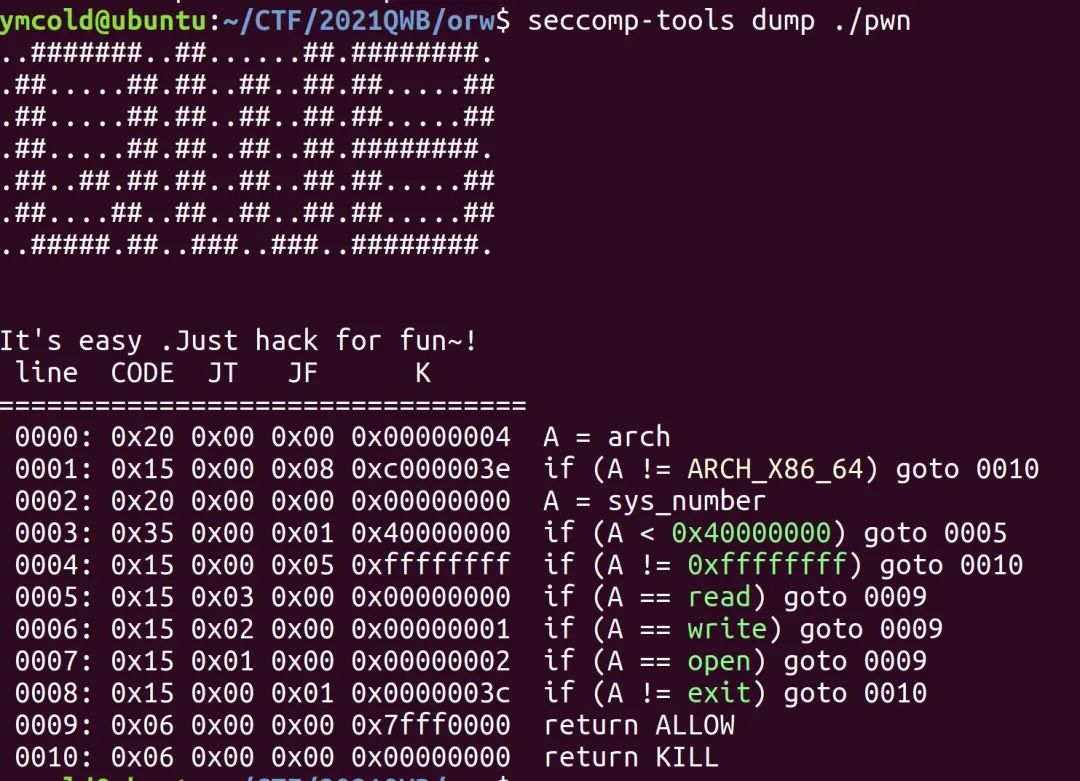 ymcold@ubuntu:~/CTF/2021QWB/orw$ seccomp-tools dump ./pwn
..#######..##......##.########.
.##.....##.##..##..##.##.....##
.##.....##.##..##..##.##.....##
.##.....##.##..##..##.########.
.##..##.##.##..##..##.##.....##
.##....##..##..##..##.##.....##
..#####.##..###..###..########.
It's easy .Just hack for fun~!
 line  CODE  JT   JF      K
=================================
 0000: 0x20 0x00 0x00 0x00000004  A = arch
 0001: 0x15 0x00 0x08 0xc000003e  if (A != ARCH_X86_64) goto 0010
 0002: 0x20 0x00 0x00 0x00000000  A = sys_number
 0003: 0x35 0x00 0x01 0x40000000  if (A < 0x40000000) goto 0005
 0004: 0x15 0x00 0x05 0xffffffff  if (A != 0xffffffff) goto 0010
 0005: 0x15 0x03 0x00 0x00000000  if (A == read) goto 0009
 0006: 0x15 0x02 0x00 0x00000001  if (A == write) goto 0009
 0007: 0x15 0x01 0x00 0x00000002  if (A == open) goto 0009
 0008: 0x15 0x00 0x01 0x0000003c  if (A != exit) goto 0010
 0009: 0x06 0x00 0x00 0x7fff0000  return ALLOW
 0010: 0x06 0x00 0x00 0x00000000  return KILL